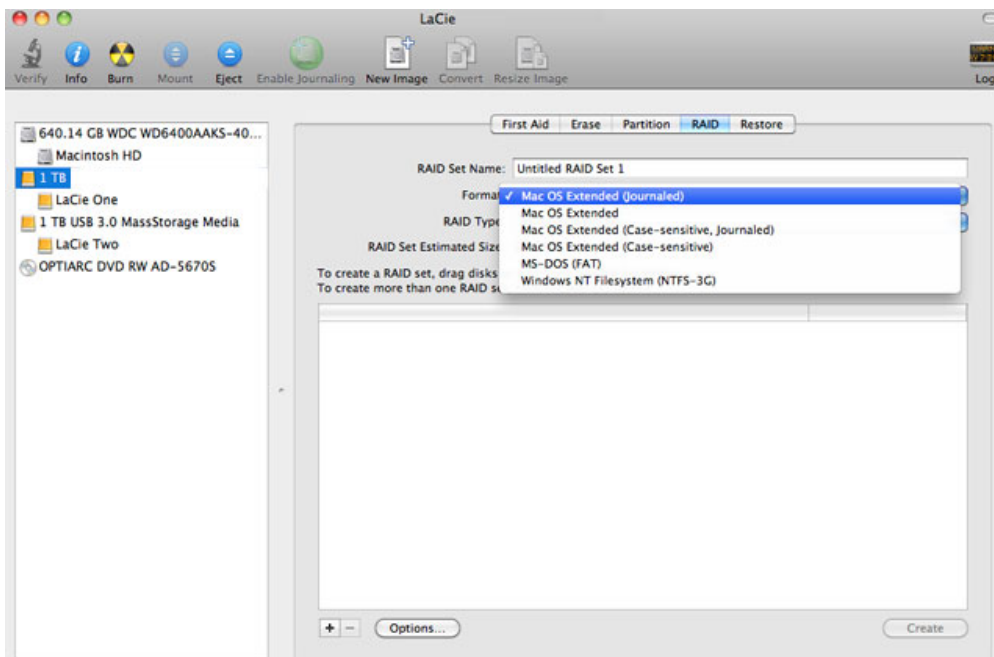 LaCie
Verify Info Burn Mount Eject Enable Journaling New Image Convert Resize Image Log
640.14 GB WDC WD6400AAKS-40...
Macintosh HD
1 TB
LaCie One
1 TB USB 3.0 MassStorage Media
LaCie Two
OPTIARC DVD RW AD-5670S
First Aid Erase Partition RAID Restore
RAID Set Name: Untitled RAID Set 1
Format
✓ Mac OS Extended (Journaled)
Mac OS Extended
Mac OS Extended (Case-sensitive, Journaled)
Mac OS Extended (Case-sensitive)
MS-DOS (FAT)
Windows NT Filesystem (NTFS-3G)
RAID Type
RAID Set Estimated Size
To create a RAID set, drag disks
To create more than one RAID
+ − Options... Create